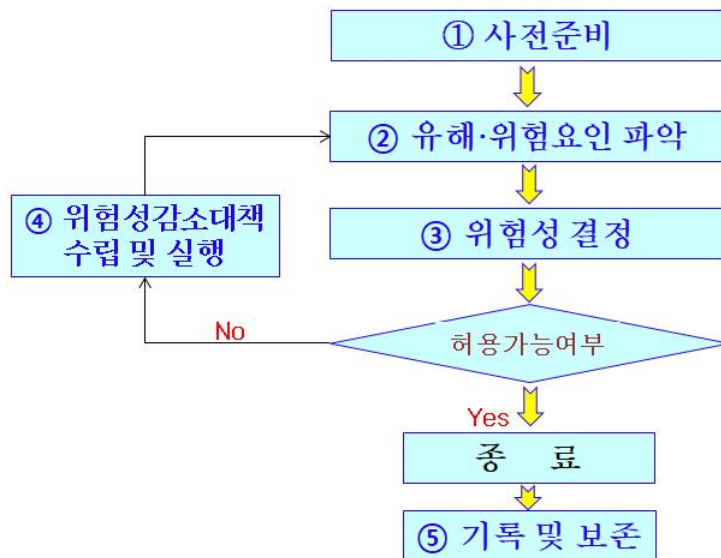 ① 사전준비
② 유해·위험요인 파악
④ 위험성감소대책
수립 및 실행
③ 위험성 결정
No
허용가능여부
Yes
종 료
⑤ 기록 및 보존